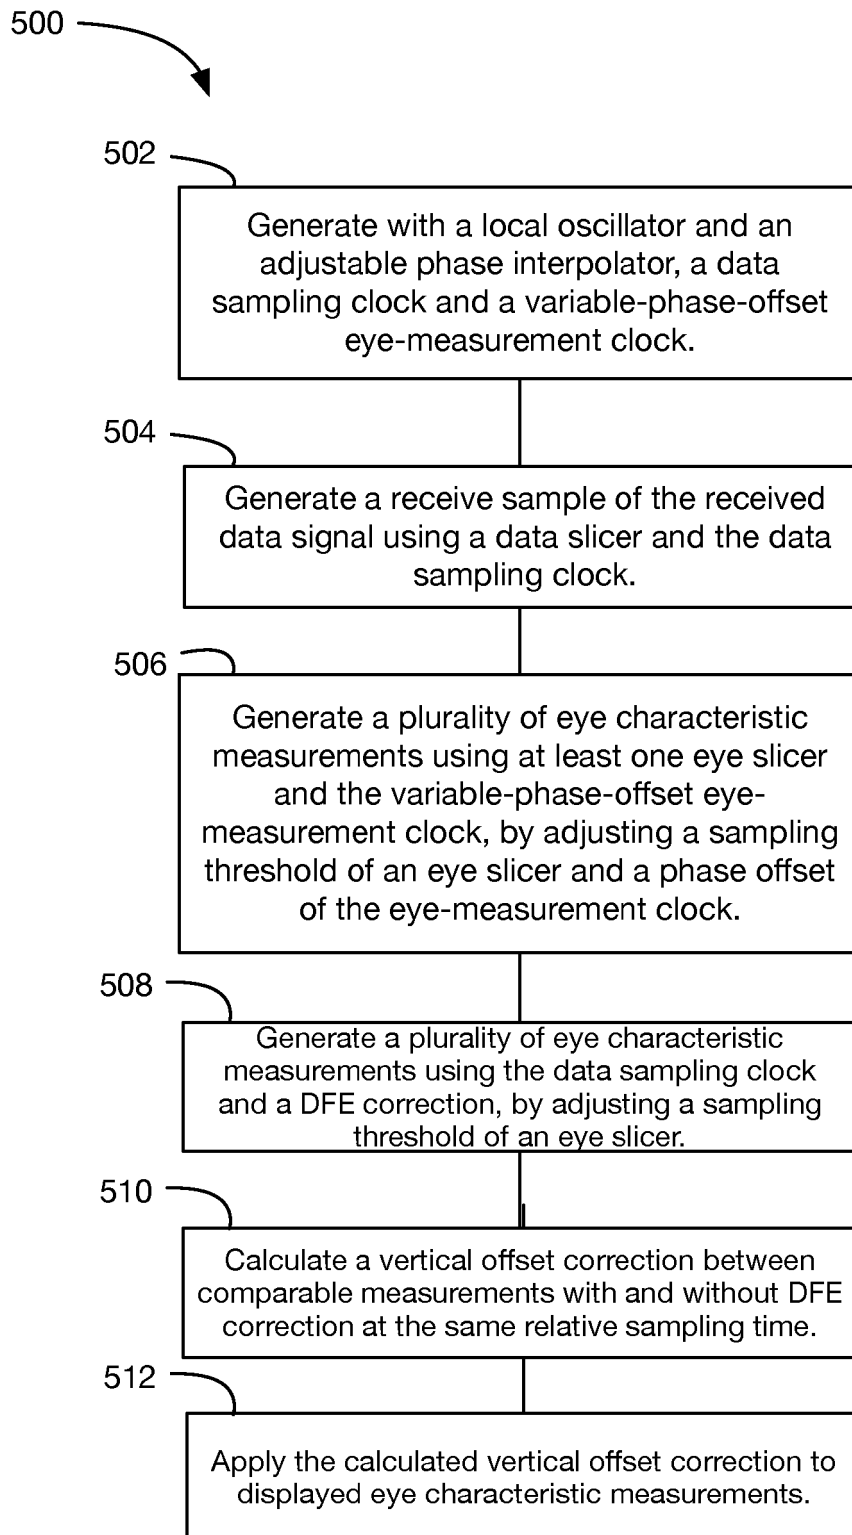 500
502
Generate with a local oscillator and an
adjustable phase interpolator, a data
sampling clock and a variable-phase-offset
eye-measurement clock.
504
Generate a receive sample of the received
data signal using a data slicer and the data
sampling clock.
506
Generate a plurality of eye characteristic
measurements using at least one eye slicer
and the variable-phase-offset eye-
measurement clock, by adjusting a sampling
threshold of an eye slicer and a phase offset
of the eye-measurement clock.
508
Generate a plurality of eye characteristic
measurements using the data sampling clock
and a DFE correction, by adjusting a sampling
threshold of an eye slicer.
510
Calculate a vertical offset correction between
comparable measurements with and without DFE
correction at the same relative sampling time.
512
Apply the calculated vertical offset correction to
displayed eye characteristic measurements.